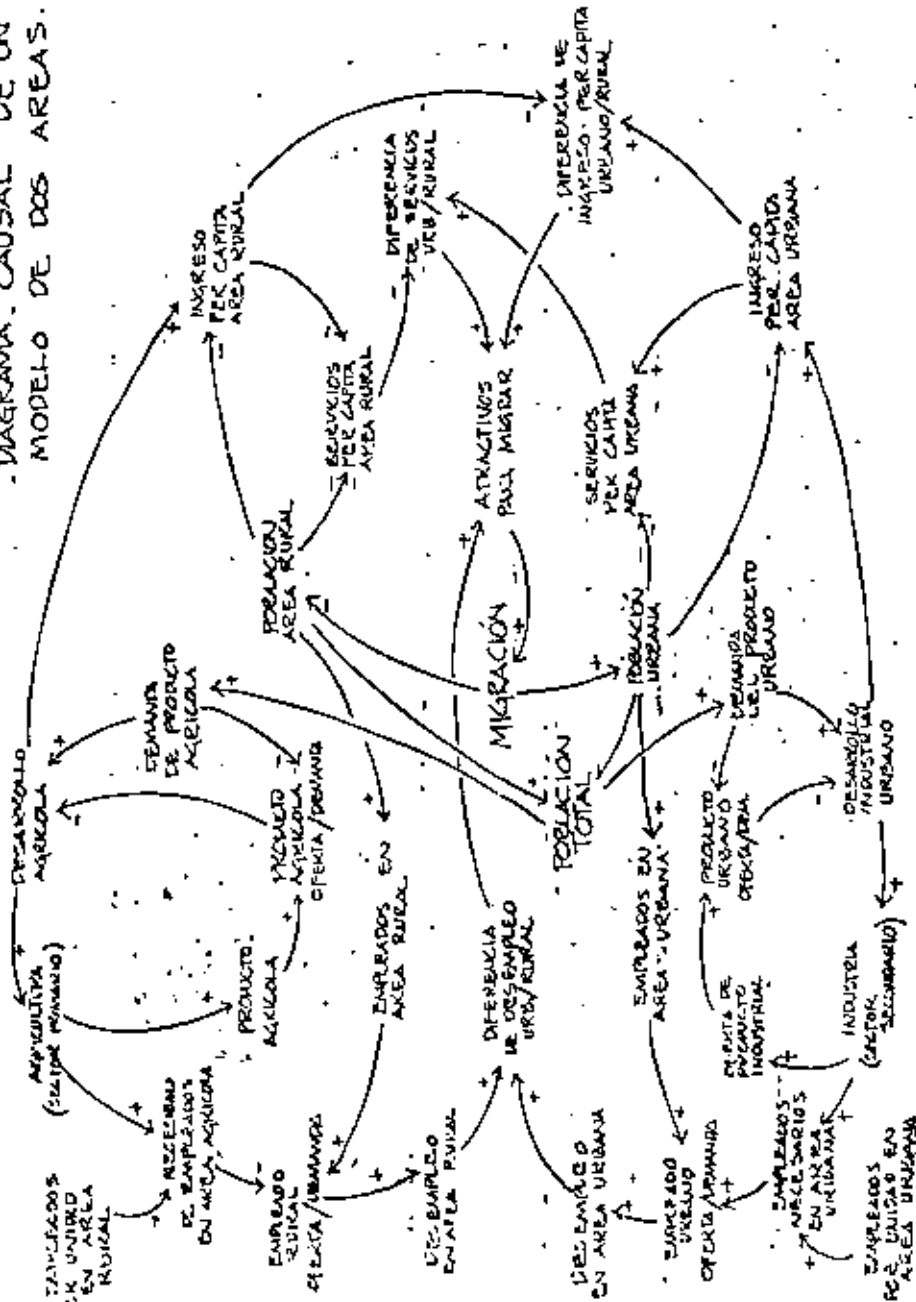 DIAGRAMA CAUSAL DE UN
MODELO DE DOS AREAS.
INGRESO
PER CAPITA
AREA RURAL
DIFERENCIA
DE SERVICIOS
URB/RURAL
DIFERENCIA DE
INGRESO PER CAPITA
URBANO/RURAL
SERVICIOS
PER CAPITA
AREA RURAL
ATRACTIVOS
PARA MIGRAR
SERVICIOS
PER CAPITA
AREA URBANA
INGRESO
PER CAPITA
AREA URBANA
POBLACION
AREA RURAL
MIGRACIÓN
POBLACIÓN
URBANA
DEMANDA
DE PRODUCTO
AGRICOLA
POBLACION
TOTAL
DEMANDA
DEL PRODUCTO
URBANO
DESARROLLO
AGRICOLA
PRODUCTO
AGRICOLA
OFERTA/DEMANDA
PRODUCTO
URBANO
OFERTA/
DESARROLLO
INDUSTRIAL
URBANO
AGRICULTURA
(SECTOR PRIMARIO)
PRODUCTO
AGRICOLA
EMPLEADOS EN
AREA RURAL
DIFERENCIA
DE DESEMPLEO
URB/RURAL
EMPLEADOS EN
AREA URBANA
OFERTA DE
PRODUCTO
INDUSTRIAL
INDUSTRIA
(SECTOR
SECUNDARIO)
NECESIDAD
DE EMPLEADOS
EN AREA AGRICOLA
EMPLEADO
RURAL
OFERTA/DEMANDA
DESEMPLEO
EN AREA RURAL
DESEMPLEO
EN AREA URBANA
EMPLEADO
URBANO
OFERTA/DEMANDA
EMPLEADOS
NECESARIOS
EN AREA
URBANA
UNIDAD
EN AREA
RURAL
EMPLEADOS
POR UNIDAD EN
AREA URBANA